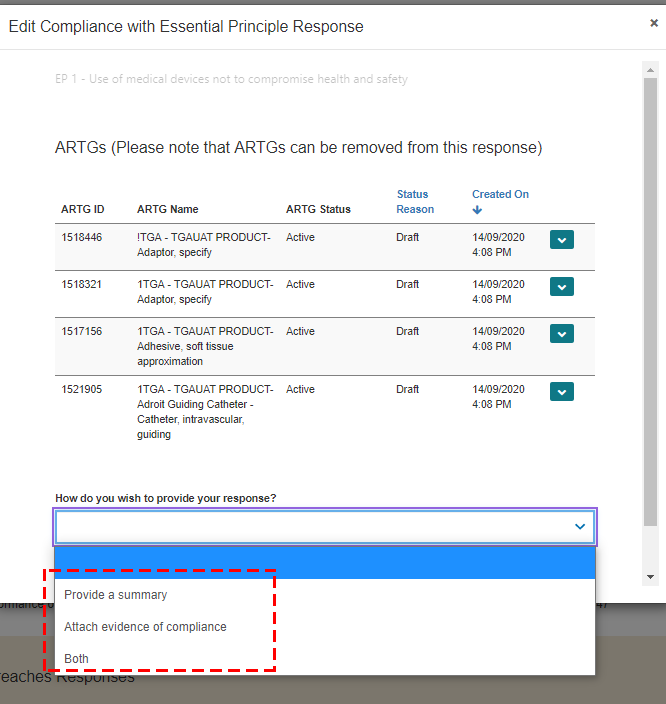 Edit Compliance with Essential Principle Response
×
EP 1 - Use of medical devices not to compromise health and safety
ARTGs (Please note that ARTGs can be removed from this response)
ARTG ID ARTG Name ARTG Status Status Reason Created On
1518446 !TGA - TGAUAT PRODUCT- Active Draft 14/09/2020
Adaptor, specify 4:08 PM
1518321 1TGA - TGAUAT PRODUCT- Active Draft 14/09/2020
Adaptor, specify 4:08 PM
1517156 1TGA - TGAUAT PRODUCT- Active Draft 14/09/2020
Adhesive, soft tissue 4:08 PM
approximation
1521905 1TGA - TGAUAT PRODUCT- Active Draft 14/09/2020
Adroit Guiding Catheter - 4:08 PM
Catheter, intravascular,
guiding
How do you wish to provide your response?
Provide a summary
Attach evidence of compliance
Both
Responses